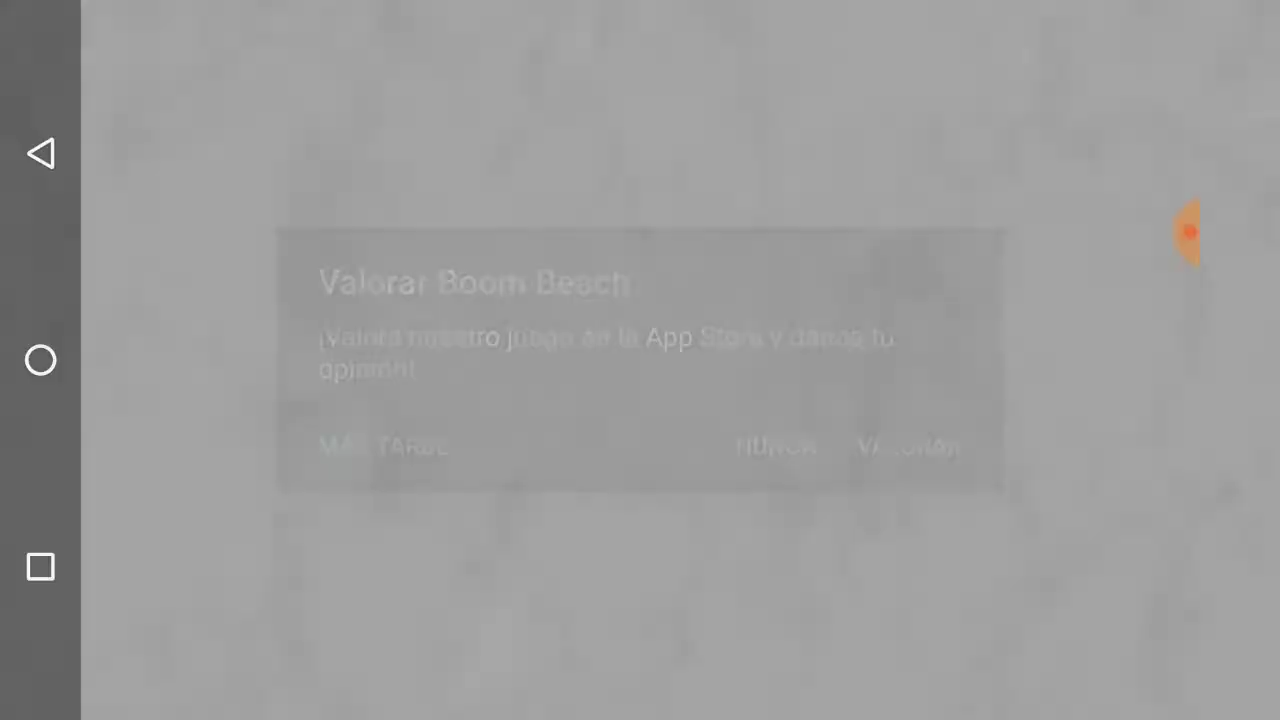 Valorar Boom Beach
¡Valora nuestro juego en la App Store y danos tu
opinión!
MÁS TARDE NUNCA VALORAR